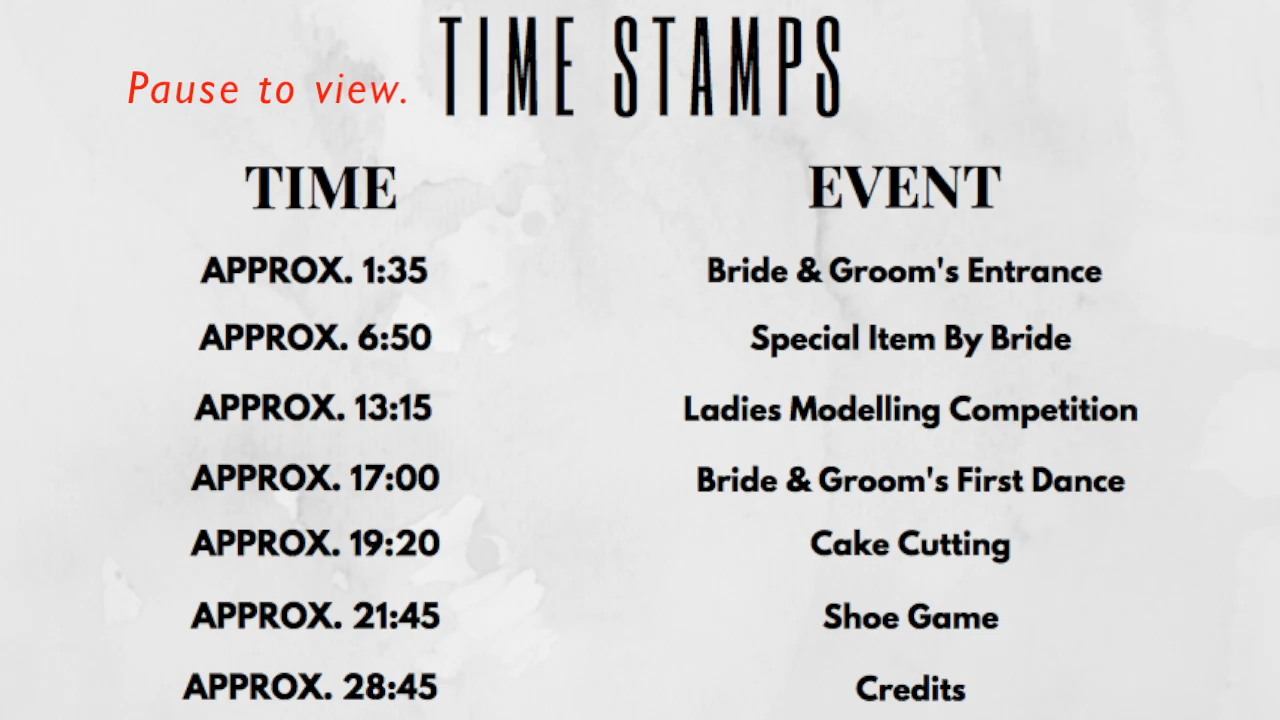 TIME STAMPS
Pause to view.
TIME EVENT
APPROX. 1:35 Bride & Groom's Entrance
APPROX. 6:50 Special Item By Bride
APPROX. 13:15 Ladies Modelling Competition
APPROX. 17:00 Bride & Groom's First Dance
APPROX. 19:20 Cake Cutting
APPROX. 21:45 Shoe Game
APPROX. 28:45 Credits